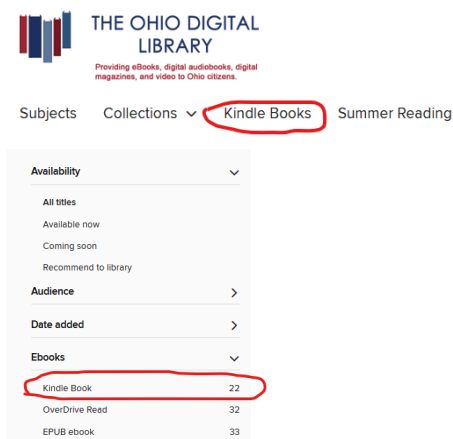 THE OHIO DIGITAL
LIBRARY
Providing eBooks, digital audiobooks, digital
magazines, and video to Ohio citizens.
Subjects Collections Kindle Books Summer Reading
Availability
All titles
Available now
Coming soon
Recommend to library
Audience
Date added
Ebooks
Kindle Book 22
OverDrive Read 32
EPUB ebook 33